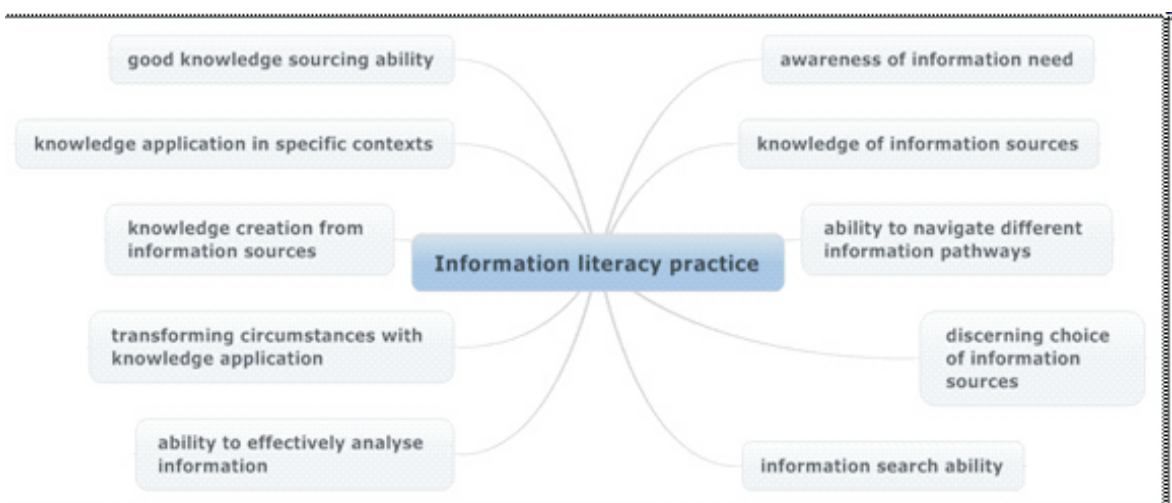 good knowledge sourcing ability
knowledge application in specific contexts
knowledge creation from
information sources
transforming circumstances with
knowledge application
ability to effectively analyse
information
Information literacy practice
awareness of information need
knowledge of information sources
ability to navigate different
information pathways
discerning choice
of information
sources
information search ability